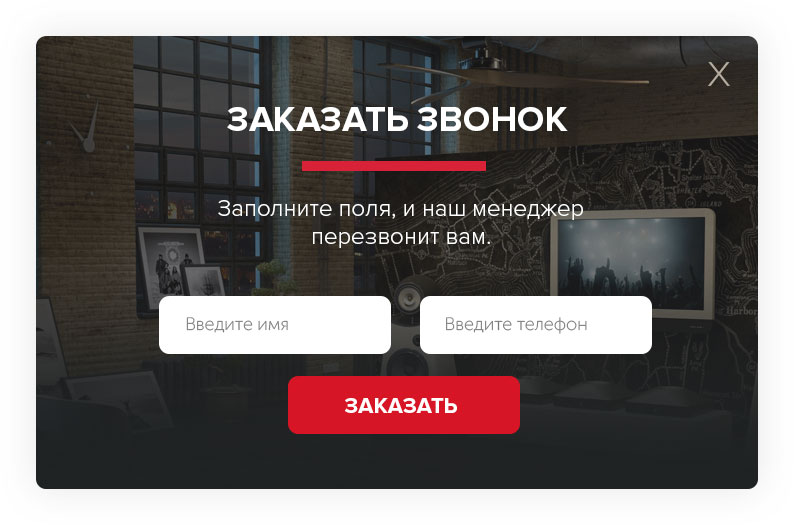 X
ЗАКАЗАТЬ ЗВОНОК
Заполните поля, и наш менеджер
перезвонит вам.
Введите имя
Введите телефон
ЗАКАЗАТЬ